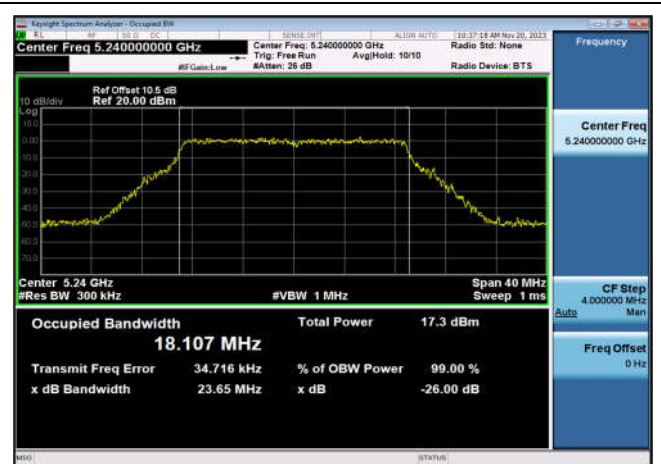 Keysight Spectrum Analyzer - Occupied BW
RL RF 50 Ω DC SENSE:INT ALIGN AUTO 10:37:18 AM Nov 20, 2023
Center Freq 5.240000000 GHz Center Freq: 5.240000000 GHz Radio Std: None Frequency
Trig: Free Run Avg|Hold: 10/10
#IFGain:Low #Atten: 26 dB Radio Device: BTS
Ref Offset 10.5 dB
10 dB/div Ref 20.00 dBm
Log
10.0
0.00
-10.0
-20.0
-30.0
-40.0
-50.0
-60.0
-70.0
Center Freq
5.240000000 GHz
Center 5.24 GHz Span 40 MHz
#Res BW 300 kHz #VBW 1 MHz Sweep 1 ms
CF Step
4.000000 MHz
Auto Man
Occupied Bandwidth Total Power 17.3 dBm
18.107 MHz
Freq Offset
0 Hz
Transmit Freq Error 34.716 kHz % of OBW Power 99.00 %
x dB Bandwidth 23.65 MHz x dB -26.00 dB
MSG STATUS